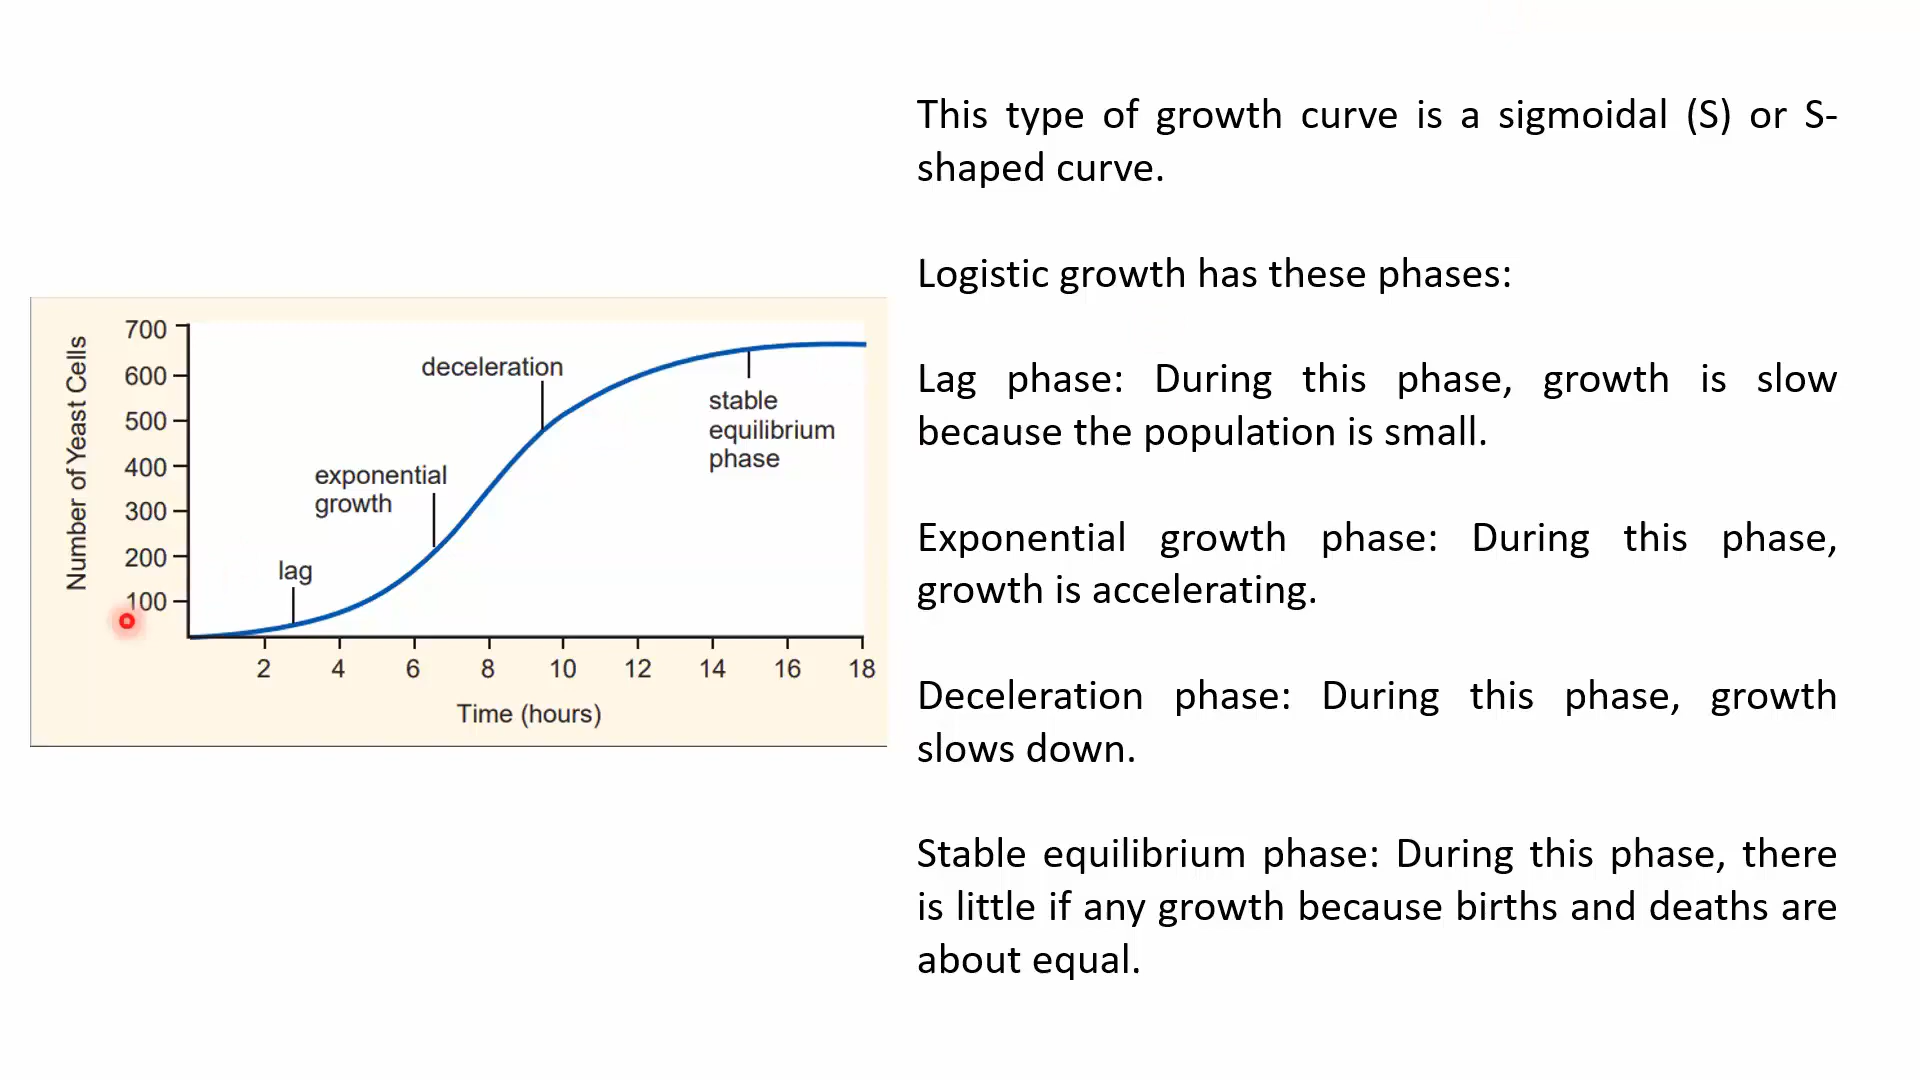 This type of growth curve is a sigmoidal (S) or S-
shaped curve.
Logistic growth has these phases:
Lag phase: During this phase, growth is slow
because the population is small.
Exponential growth phase: During this phase,
growth is accelerating.
Deceleration phase: During this phase, growth
slows down.
Stable equilibrium phase: During this phase, there
is little if any growth because births and deaths are
about equal.
Number of Yeast Cells
700
600
500
400
300
200
100
deceleration
stable
equilibrium
phase
exponential
growth
lag
2 4 6 8 10 12 14 16 18
Time (hours)